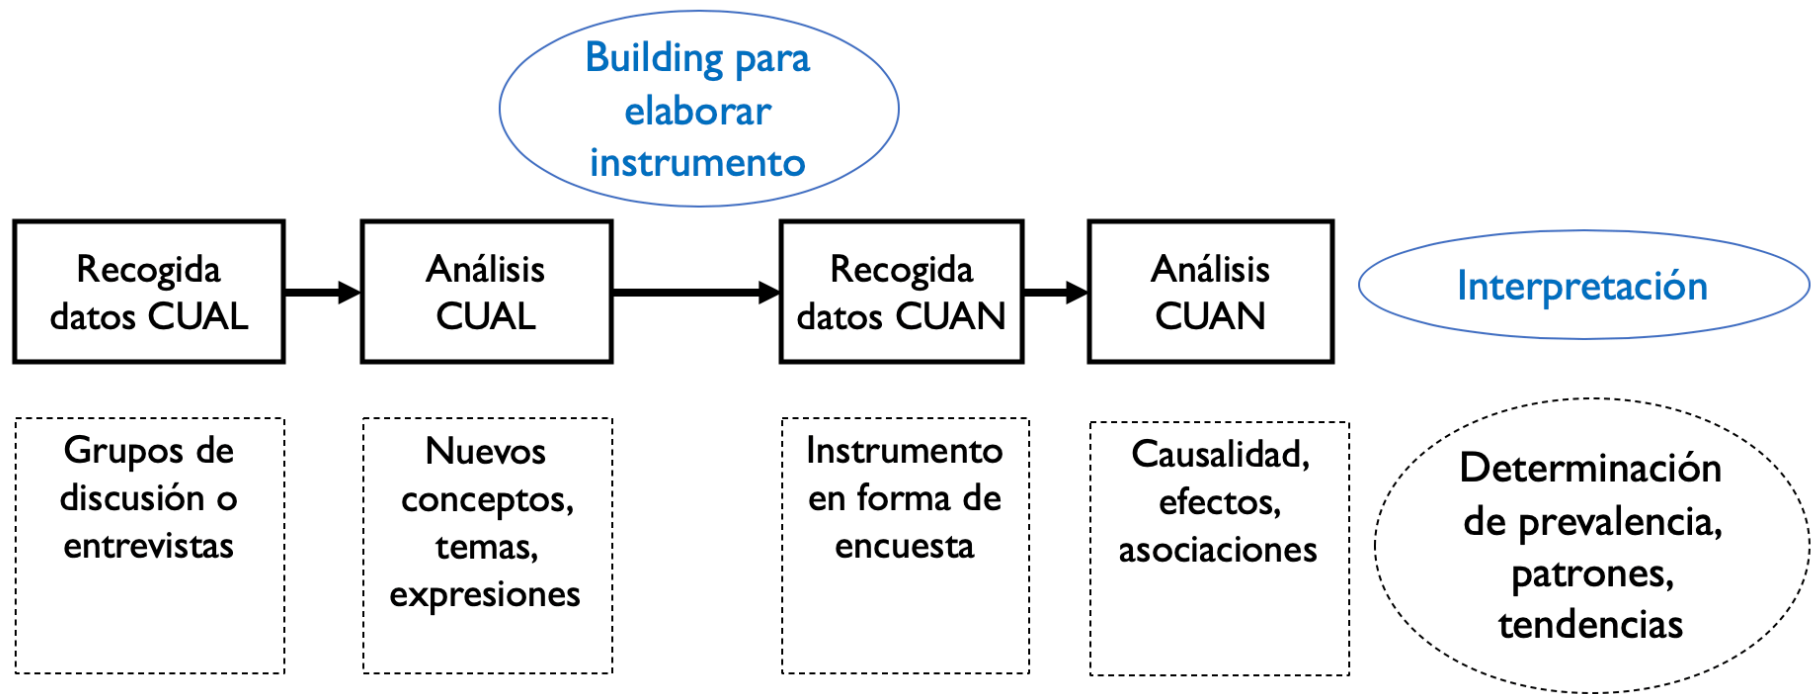 Building para
elaborar
instrumento
Recogida
datos CUAL
Análisis
CUAL
Recogida
datos CUAN
Análisis
CUAN
Interpretación
Grupos de
discusión o
entrevistas
Nuevos
conceptos,
temas,
expresiones
Instrumento
en forma de
encuesta
Causalidad,
efectos,
asociaciones
Determinación
de prevalencia,
patrones,
tendencias